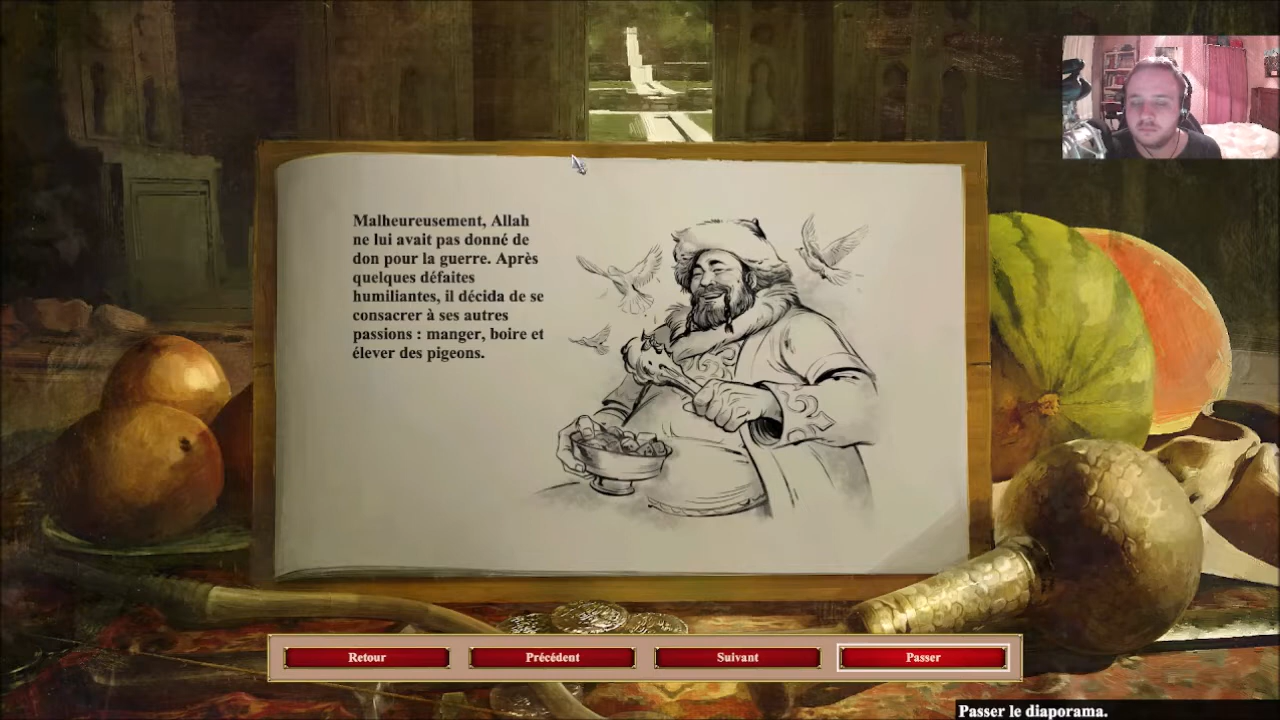 Malheureusement, Allah
ne lui avait pas donné de
don pour la guerre. Après
quelques défaites
humiliantes, il décida de se
consacrer à ses autres
passions : manger, boire et
élever des pigeons.
Retour
Précédent
Suivant
Passer
Passer le diaporama.